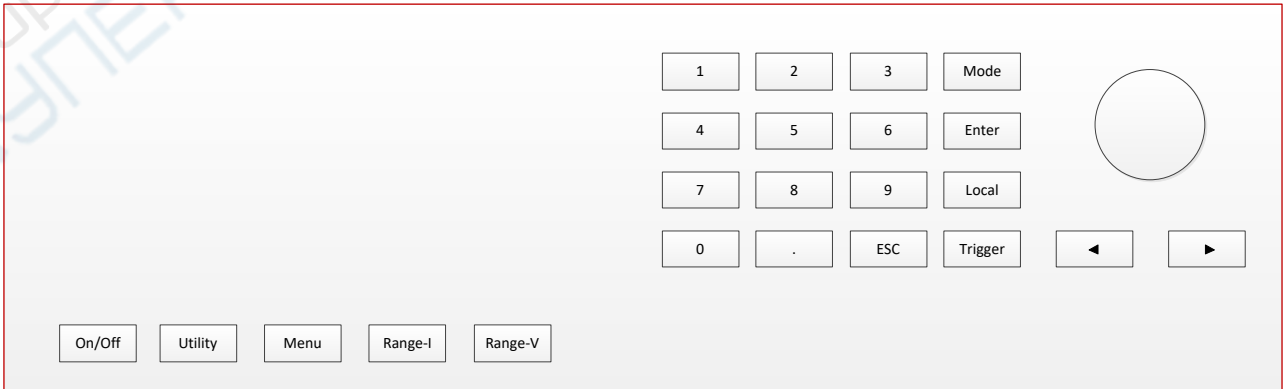 1 2 3 Mode
4 5 6 Enter
7 8 9 Local
0 . ESC Trigger ◄ ►
On/Off Utility Menu Range-I Range-V